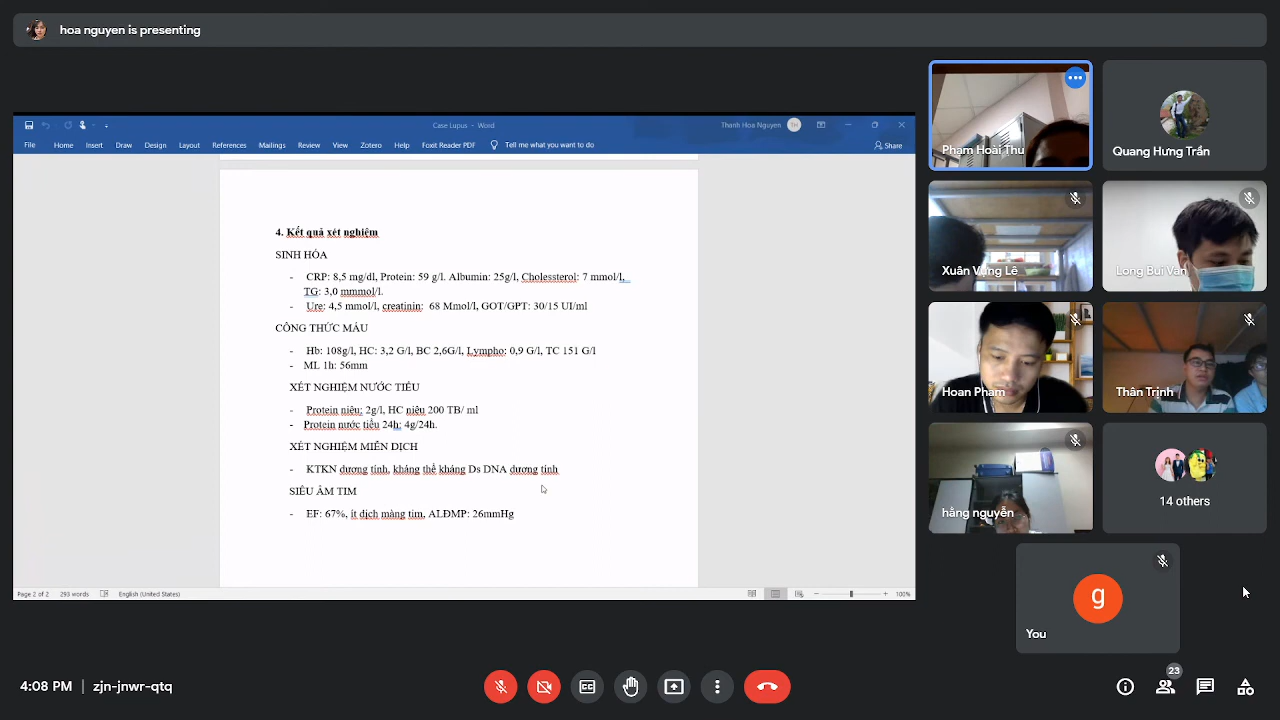 hoa nguyen is presenting
Case Lupus - Word
Thanh Hoa Nguyen
TH
File Home Insert Draw Design Layout References Mailings Review View Zotero Help Foxit Reader PDF Tell me what you want to do Share
4. Kết quả xét nghiệm
SINH HÓA
- CRP: 8,5 mg/dl, Protein: 59 g/l. Albumin: 25g/l, Cholessterol: 7 mmol/l,
TG: 3,0 mmmol/l.
- Ure: 4,5 mmol/l, creatinin: 68 Mmol/l, GOT/GPT: 30/15 UI/ml
CÔNG THỨC MÁU
- Hb: 108g/l, HC: 3,2 G/l, BC 2,6G/l, Lympho: 0,9 G/l, TC 151 G/l
- ML 1h: 56mm
XÉT NGHIỆM NƯỚC TIỂU
- Protein niệu: 2g/l, HC niệu 200 TB/ ml
- Protein nước tiểu 24h: 4g/24h.
XÉT NGHIỆM MIỄN DỊCH
- KTKN dương tính, kháng thể kháng Ds DNA dương tính
SIÊU ÂM TIM
- EF: 67%, ít dịch màng tim, ALĐMP: 26mmHg
Page 2 of 2 293 words English (United States) 100%
Phạm Hoài Thu
Quang Hưng Trần
Xuân Vựng Lê
Long Bùi Văn
Hoan Pham
Thân Trịnh
hằng nguyễn
14 others
g
You
4:08 PM zjn-jnwr-qtq
23